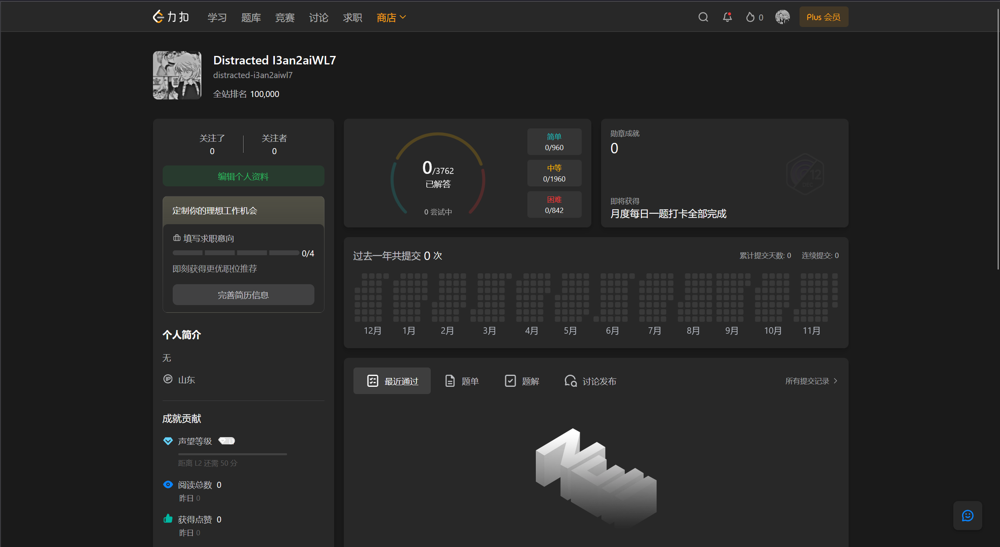 力扣 学习 题库 竞赛 讨论 求职 商店 0 Plus 会员
Distracted I3an2aiWL7
distracted-i3an2aiwl7
全站排名 100,000
关注了 关注者
0 0
编辑个人资料
定制你的理想工作机会
填写求职意向
0/4
即刻获得更优职位推荐
完善简历信息
个人简介
无
IP 山东
成就贡献
声望等级 L1
距离 L2 还需 50 分
阅读总数 0
昨日 0
获得点赞 0
昨日 0
0/3762
已解答
0 尝试中
简单
0/960
中等
0/1960
困难
0/842
勋章成就
0
12
DEC
即将获得
月度每日一题打卡全部完成
过去一年共提交 0 次 累计提交天数: 0 连续提交: 0
12月 1月 2月 3月 4月 5月 6月 7月 8月 9月 10月 11月
最近通过 题单 题解 讨论发布 所有提交记录